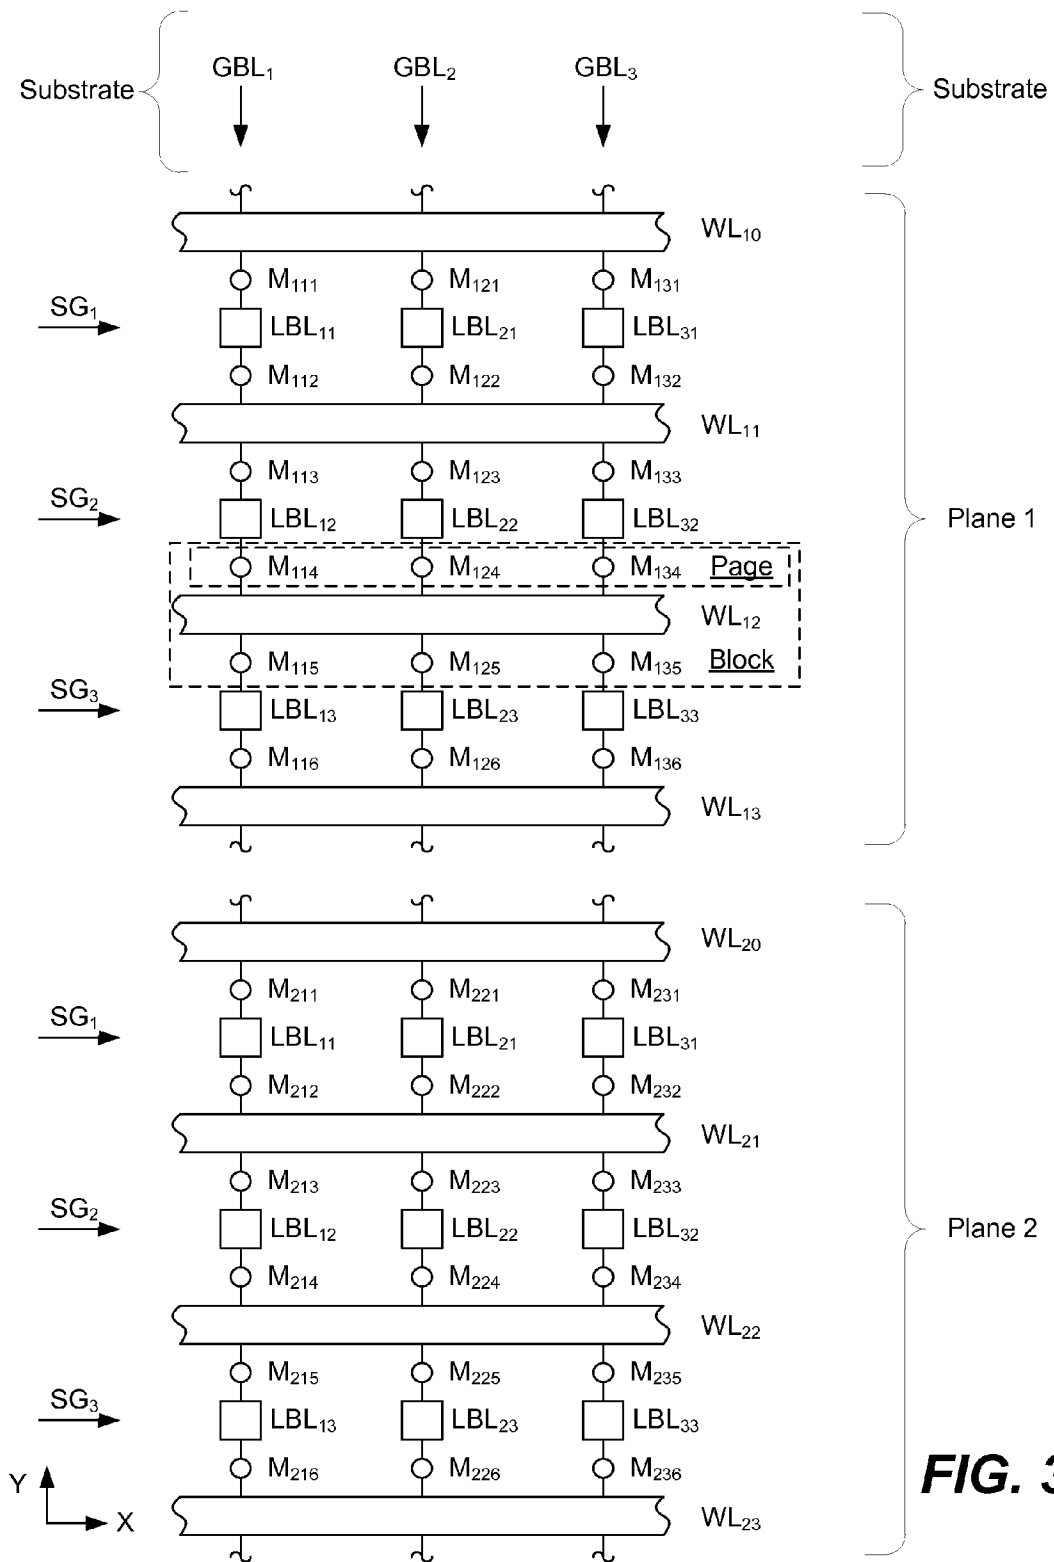 GBL₁ GBL₂ GBL₃
Substrate Substrate
WL₁₀
M₁₁₁ M₁₂₁ M₁₃₁
SG₁ LBL₁₁ LBL₂₁ LBL₃₁
M₁₁₂ M₁₂₂ M₁₃₂
WL₁₁
M₁₁₃ M₁₂₃ M₁₃₃
SG₂ LBL₁₂ LBL₂₂ LBL₃₂ Plane 1
M₁₁₄ M₁₂₄ M₁₃₄ Page
WL₁₂
M₁₁₅ M₁₂₅ M₁₃₅ Block
SG₃ LBL₁₃ LBL₂₃ LBL₃₃
M₁₁₆ M₁₂₆ M₁₃₆
WL₁₃
WL₂₀
M₂₁₁ M₂₂₁ M₂₃₁
SG₁ LBL₁₁ LBL₂₁ LBL₃₁
M₂₁₂ M₂₂₂ M₂₃₂
WL₂₁
M₂₁₃ M₂₂₃ M₂₃₃
SG₂ LBL₁₂ LBL₂₂ LBL₃₂ Plane 2
M₂₁₄ M₂₂₄ M₂₃₄
WL₂₂
M₂₁₅ M₂₂₅ M₂₃₅
SG₃ LBL₁₃ LBL₂₃ LBL₃₃
M₂₁₆ M₂₂₆ M₂₃₆
Y X
WL₂₃
FIG. 3